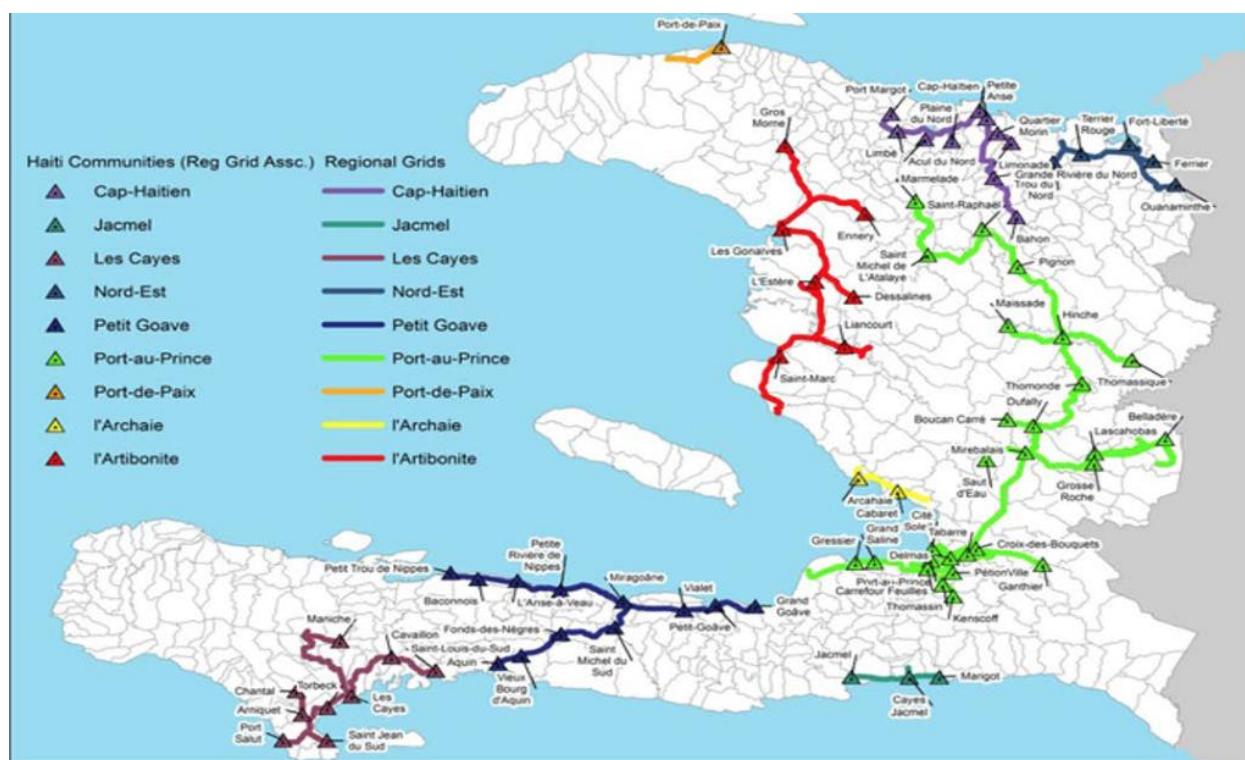 Port-de-Paix
Haiti Communities (Reg Grid Assc.)
Cap-Haitien
Jacmel
Les Cayes
Nord-Est
Petit Goave
Port-au-Prince
Port-de-Paix
l'Archaie
l'Artibonite
Regional Grids
Cap-Haitien
Jacmel
Les Cayes
Nord-Est
Petit Goave
Port-au-Prince
Port-de-Paix
l'Archaie
l'Artibonite
Port Margot
Cap-Haïtien
Petite
Anse
Plaine
du Nord
Quartier
Morin
Terrier
Rouge
Fort-Liberté
Gros
Morne
Limbé
Acul du Nord
Limonade
Ferrier
Marmelade
Grande
Rivière du Nord
Trou du
Nord
Ouanaminthe
Saint-Raphaël
Bahon
Ennery
Les Gonaïves
Saint
Michel de
L'Atalaye
Pignon
L'Estère
Dessalines
Maissade
Hinche
Liancourt
Saint-Marc
Thomonde
Thomassique
Dufally
Boucan Carré
Belladère
Lascahobas
Mirebalais
Saut
d'Eau
Grosse
Roche
Arcahaie
Cabaret
Cité
Grand
Saline
Gressier
Tabarre
Croix-des-Bouquets
Delmas
Port-au-Prince
PétionVille
Carrefour Feuilles
Ganthier
Thomassin
Kenscoff
Petite
Rivière de
Nippes
Petit Trou de Nippes
Miragoâne
Vialet
Baconnois
L'Anse-à-Veau
Grand
Goâve
Petit-Goâve
Maniche
Fonds-des-Nègres
Cavaillon
Saint-Louis-du-Sud
Aquin
Saint
Michel du
Sud
Vieux
Bourg
d'Aquin
Jacmel
Cayes
Jacmel
Marigot
Chantal
Torbeck
Les
Cayes
Arniquet
Port
Salut
Saint Jean
du Sud